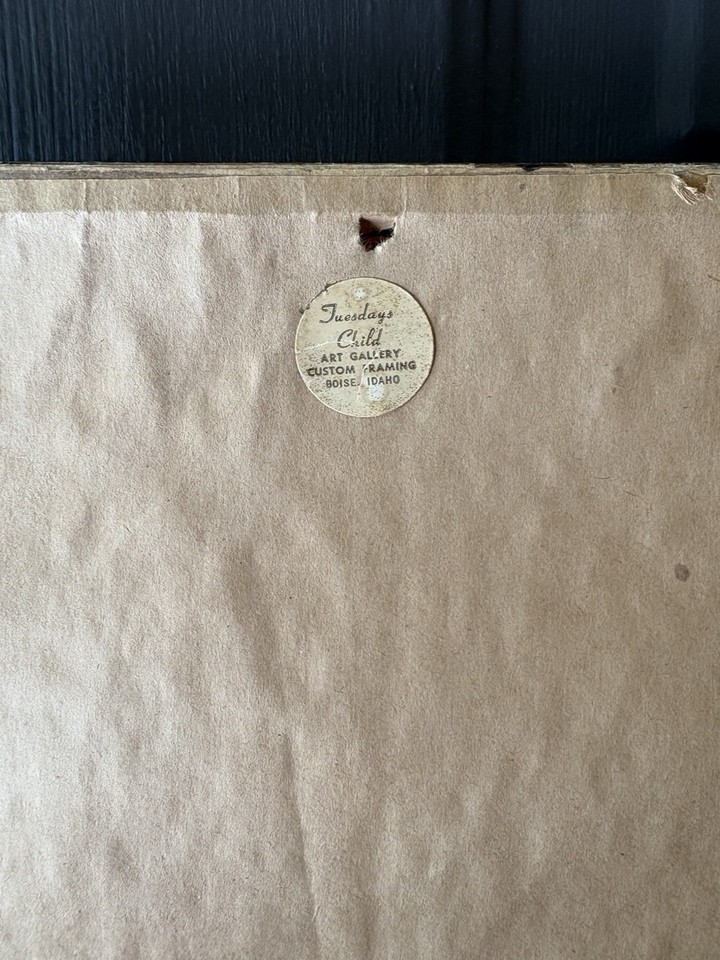 Tuesdays
Child
ART GALLERY
CUSTOM FRAMING
BOISE, IDAHO